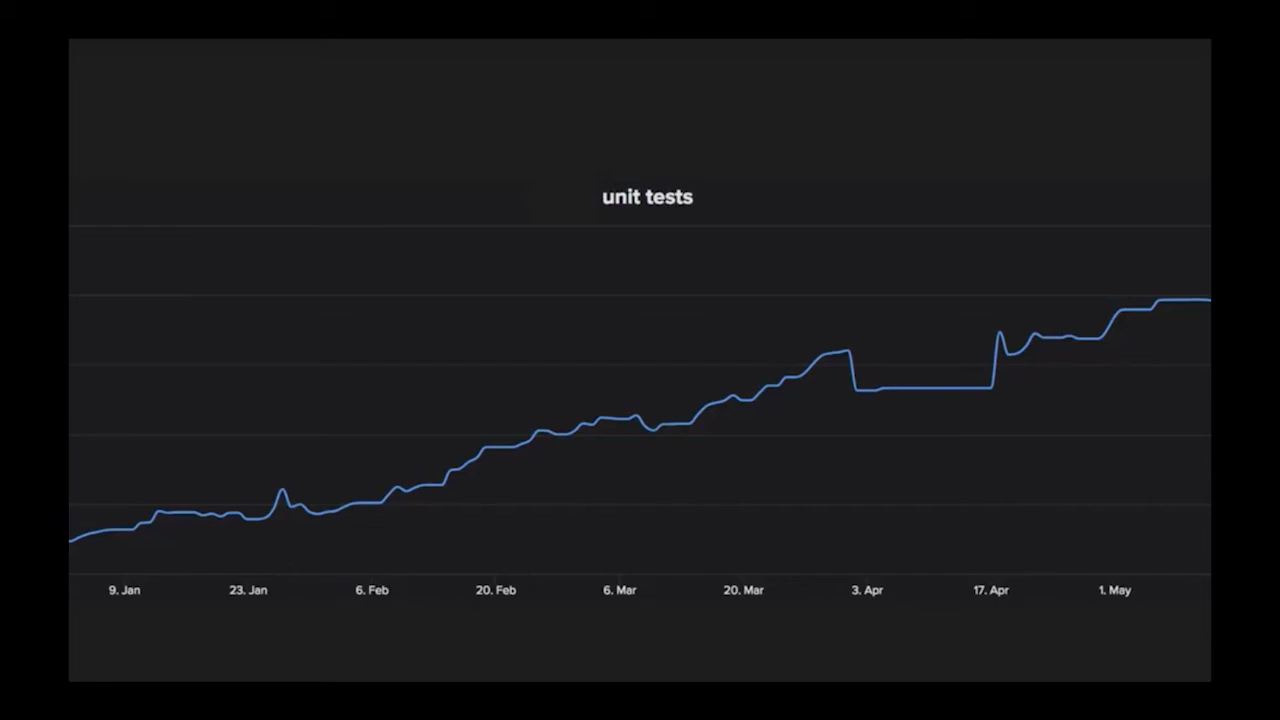 unit tests
9. Jan 23. Jan 6. Feb 20. Feb 6. Mar 20. Mar 3. Apr 17. Apr 1. May